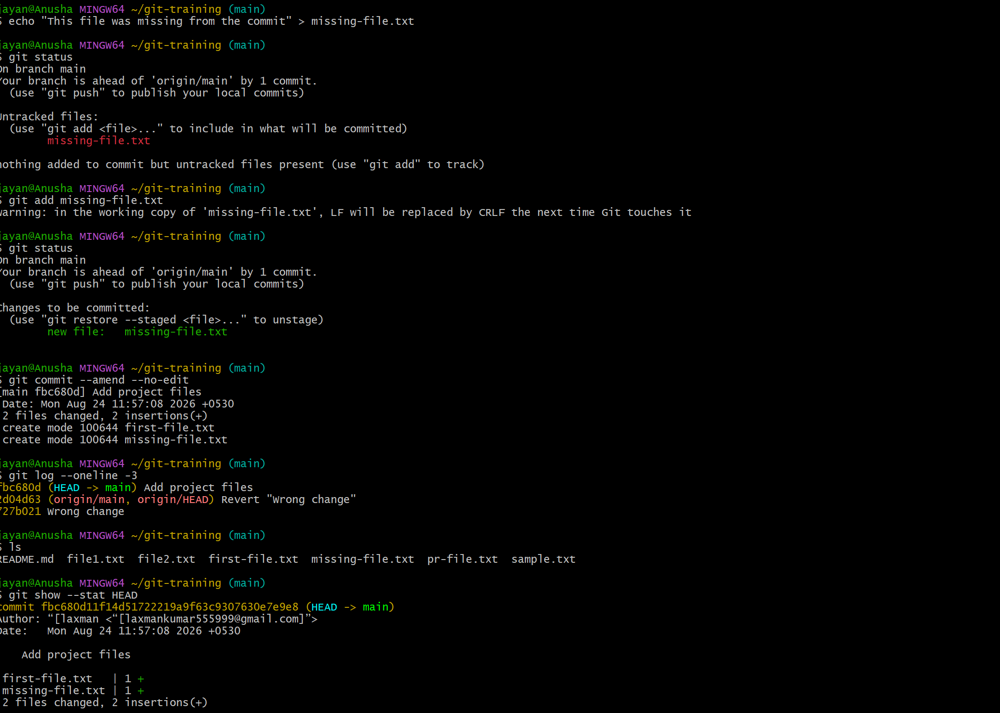 jayan@Anusha MINGW64 ~/git-training (main)
$ echo "This file was missing from the commit" > missing-file.txt
jayan@Anusha MINGW64 ~/git-training (main)
$ git status
On branch main
Your branch is ahead of 'origin/main' by 1 commit.
  (use "git push" to publish your local commits)
Untracked files:
  (use "git add <file>..." to include in what will be committed)
        missing-file.txt
nothing added to commit but untracked files present (use "git add" to track)
jayan@Anusha MINGW64 ~/git-training (main)
$ git add missing-file.txt
warning: in the working copy of 'missing-file.txt', LF will be replaced by CRLF the next time Git touches it
jayan@Anusha MINGW64 ~/git-training (main)
$ git status
On branch main
Your branch is ahead of 'origin/main' by 1 commit.
  (use "git push" to publish your local commits)
Changes to be committed:
  (use "git restore --staged <file>..." to unstage)
        new file:   missing-file.txt
jayan@Anusha MINGW64 ~/git-training (main)
$ git commit --amend --no-edit
[main fbc680d] Add project files
 Date: Mon Aug 24 11:57:08 2026 +0530
 2 files changed, 2 insertions(+)
 create mode 100644 first-file.txt
 create mode 100644 missing-file.txt
jayan@Anusha MINGW64 ~/git-training (main)
$ git log --oneline -3
fbc680d (HEAD -> main) Add project files
2d04d63 (origin/main, origin/HEAD) Revert "Wrong change"
727b021 Wrong change
jayan@Anusha MINGW64 ~/git-training (main)
$ ls
README.md  file1.txt  file2.txt  first-file.txt  missing-file.txt  pr-file.txt  sample.txt
jayan@Anusha MINGW64 ~/git-training (main)
$ git show --stat HEAD
commit fbc680d11f14d51722219a9f63c9307630e7e9e8 (HEAD -> main)
Author: “[laxman <“[laxmankumar555999@gmail.com]”>
Date:   Mon Aug 24 11:57:08 2026 +0530
    Add project files
 first-file.txt   | 1 +
 missing-file.txt | 1 +
 2 files changed, 2 insertions(+)